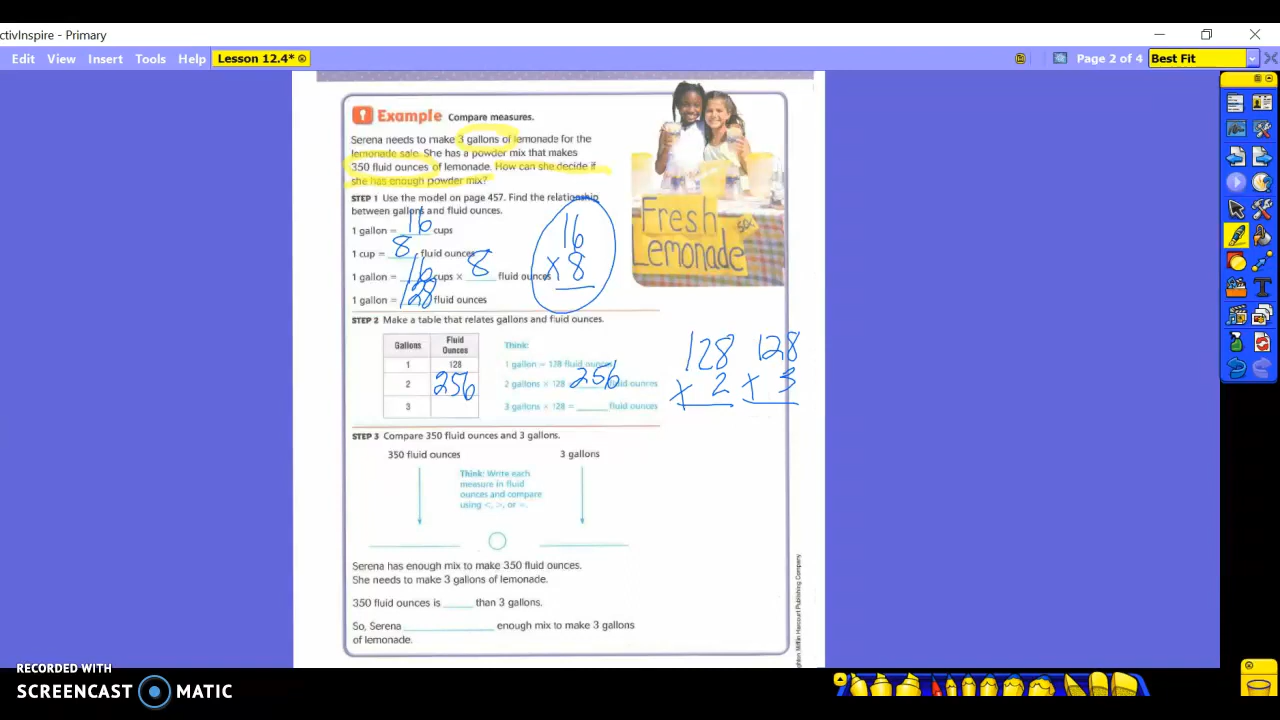 ctivInspire - Primary
Edit View Insert Tools Help Lesson 12.4* Page 2 of 4 Best Fit
Example Compare measures.
Serena needs to make 3 gallons of lemonade for the
lemonade sale. She has a powder mix that makes
350 fluid ounces of lemonade. How can she decide if
she has enough powder mix?
STEP 1 Use the model on page 457. Find the relationship
between gallons and fluid ounces.
1 gallon = 16 cups
1 cup = 8 fluid ounces
1 gallon = 16 cups × 8 fluid ounces
1 gallon = 128 fluid ounces
16
× 8
Fresh
Lemonade 50¢
STEP 2 Make a table that relates gallons and fluid ounces.
Gallons Fluid Ounces
1 128
2 256
3
Think:
1 gallon = 128 fluid ounces
2 gallons × 128 256 fluid ounces
3 gallons × 128 = ____ fluid ounces
128
× 2
128
× 3
STEP 3 Compare 350 fluid ounces and 3 gallons.
350 fluid ounces 3 gallons
Think: Write each
measure in fluid
ounces and compare
using <, >, or =.
Serena has enough mix to make 350 fluid ounces.
She needs to make 3 gallons of lemonade.
350 fluid ounces is ____ than 3 gallons.
So, Serena ____ enough mix to make 3 gallons
of lemonade.
ghton Mifflin Harcourt Publishing Company
RECORDED WITH
SCREENCAST MATIC